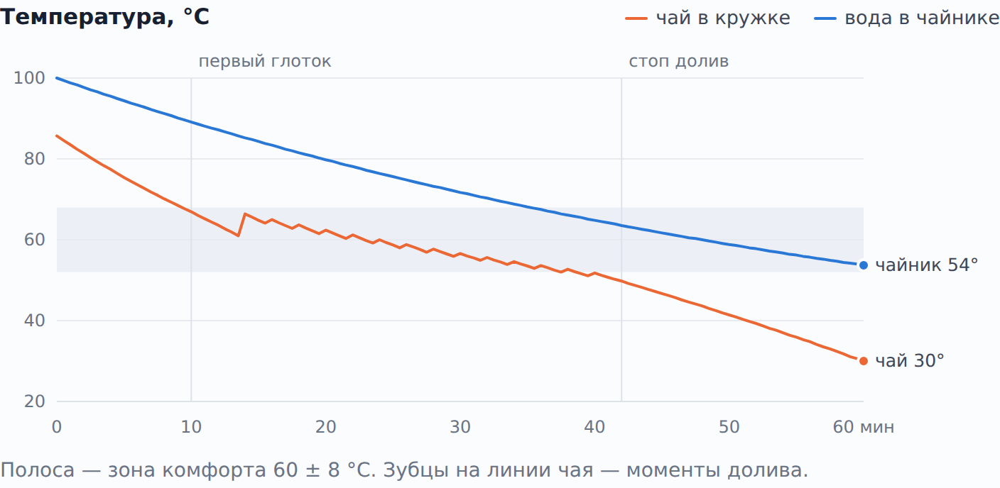 Температура, °C
чай в кружке
вода в чайнике
первый глоток
стоп долив
100
80
60
40
20
чайник 54°
чай 30°
0 10 20 30 40 50 60 мин
Полоса — зона комфорта 60 ± 8 °C. Зубцы на линии чая — моменты долива.